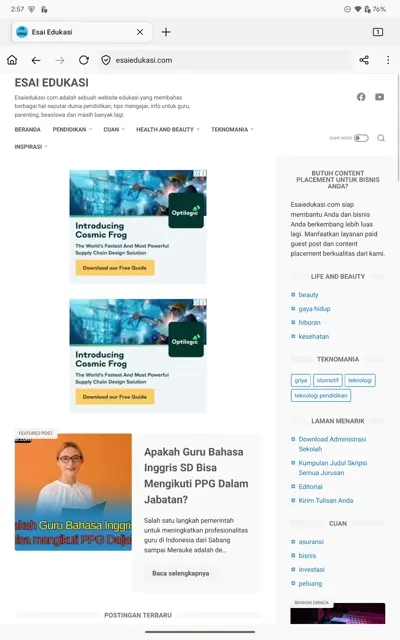 2:57
76%
Esai Edukasi
1
esaiedukasi.com
ESAI EDUKASI
Esaiedukasi.com adalah sebuah website edukasi yang membahas
berbagai hal seputar dunia pendidikan, tips mengajar, info untuk guru,
parenting, beasiswa dan masih banyak lagi
BERANDA PENDIDIKAN CUAN HEALTH AND BEAUTY TEKNOMANIA
DARK MODE
INSPIRASI
Optilogic
Introducing
Cosmic Frog
The World's Fastest And Most Powerful
Supply Chain Design Solution
Download our Free Guide
Optilogic
Introducing
Cosmic Frog
The World's Fastest And Most Powerful
Supply Chain Design Solution
Download our Free Guide
FEATURED POST
akah Guru Bahasa Inggris
isa mengikuti PPG Dalja
Apakah Guru Bahasa
Inggris SD Bisa
Mengikuti PPG Dalam
Jabatan?
Salah satu langkah pemerintah
untuk meningkatkan profesionalitas
guru di Indonesia dari Sabang
sampai Merauke adalah de...
Baca selengkapnya
POSTINGAN TERBARU
BUTUH CONTENT
PLACEMENT UNTUK BISNIS
ANDA?
Esaiedukasi.com siap
membantu Anda dan bisnis
Anda berkembang lebih luas
lagi. Manfaatkan layanan paid
guest post dan content
placement berkualitas dari kami.
LIFE AND BEAUTY
beauty
gaya hidup
hiburan
kesehatan
TEKNOMANIA
griya otomotif teknologi
teknologi pendidikan
LAMAN MENARIK
Download Administrasi
Sekolah
Kumpulan Judul Skripsi
Semua Jurusan
Editorial
Kirim Tulisan Anda
CUAN
asuransi
bisnis
investasi
peluang
BANYAK DIBACA